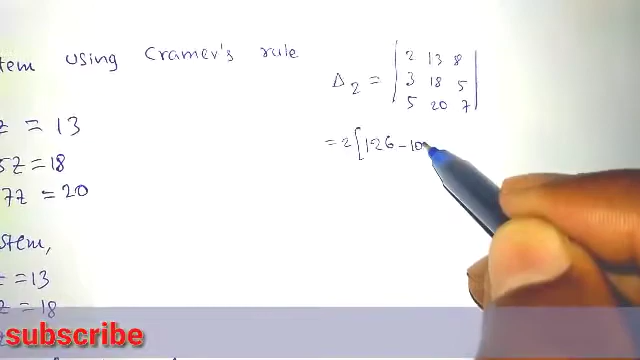 stem using Cramer's rule
z = 13
5z = 18
7z = 20
stem,
z = 13
z = 18
Δ₂ = | 2 13 8
3 18 5
5 20 7 |
= 2[126 - 10
subscribe